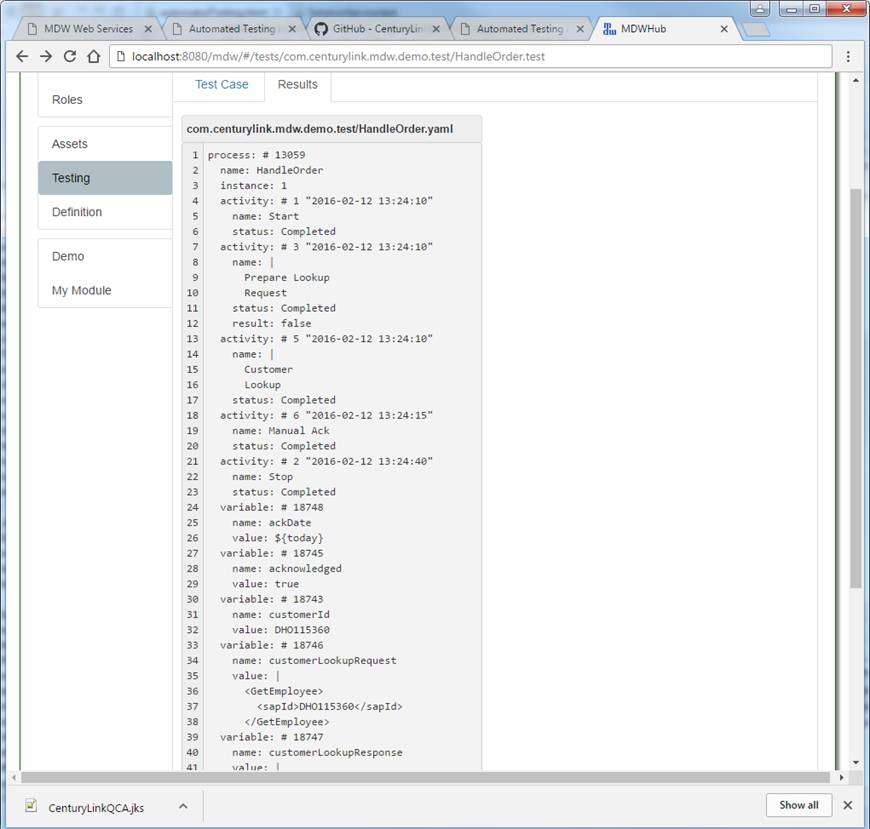 MDW Web Services
Automated Testing
GitHub - CenturyLin
Automated Testing
MDWHub
localhost:8080/mdw/#/tests/com.centurylink.mdw.demo.test/HandleOrder.test
Roles
Assets
Testing
Definition
Demo
My Module
Test Case
Results
com.centurylink.mdw.demo.test/HandleOrder.yaml
1 process: # 13059
2 name: HandleOrder
3 instance: 1
4 activity: # 1 "2016-02-12 13:24:10"
5 name: Start
6 status: Completed
7 activity: # 3 "2016-02-12 13:24:10"
8 name: |
9 Prepare Lookup
10 Request
11 status: Completed
12 result: false
13 activity: # 5 "2016-02-12 13:24:10"
14 name: |
15 Customer
16 Lookup
17 status: Completed
18 activity: # 6 "2016-02-12 13:24:15"
19 name: Manual Ack
20 status: Completed
21 activity: # 2 "2016-02-12 13:24:40"
22 name: Stop
23 status: Completed
24 variable: # 18748
25 name: ackDate
26 value: ${today}
27 variable: # 18745
28 name: acknowledged
29 value: true
30 variable: # 18743
31 name: customerId
32 value: DHO115360
33 variable: # 18746
34 name: customerLookupRequest
35 value: |
36 <GetEmployee>
37 <sapId>DHO115360</sapId>
38 </GetEmployee>
39 variable: # 18747
40 name: customerLookupResponse
41 value: |
CenturyLinkQCA.jks
Show all